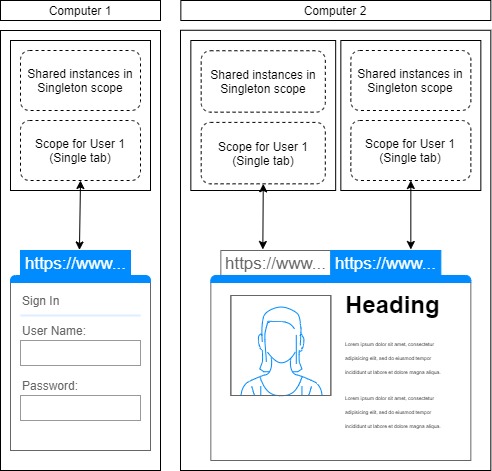 Computer 1
Computer 2
Shared instances in
Singleton scope
Scope for User 1
(Single tab)
Shared instances in
Singleton scope
Scope for User 1
(Single tab)
Shared instances in
Singleton scope
Scope for User 1
(Single tab)
https://www...
Sign In
User Name:
Password:
https://www...
https://www...
Heading
Lorem ipsum dolor sit amet, consectetur
adipisicing elit, sed do eiusmod tempor
incididunt ut labore et dolore magna aliqua.
Lorem ipsum dolor sit amet, consectetur
adipisicing elit, sed do eiusmod tempor
incididunt ut labore et dolore magna aliqua.